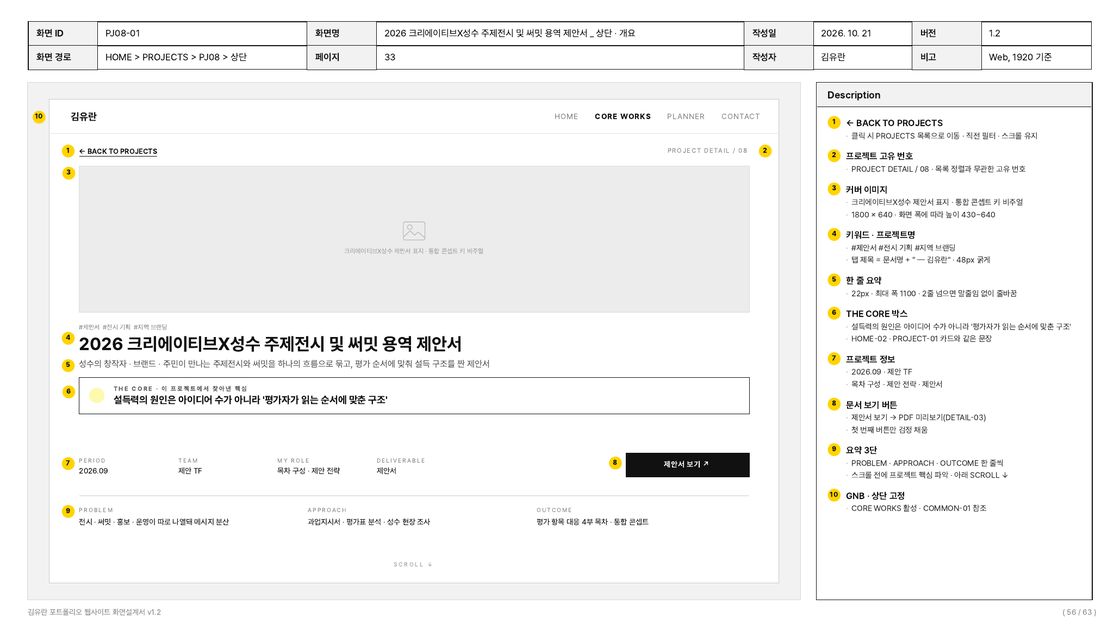 화면 ID PJ08-01 화면명 2026 크리에이티브X성수 주제전시 및 써밋 용역 제안서 _ 상단 · 개요 작성일 2026. 10. 21 버전 1.2
화면 경로 HOME > PROJECTS > PJ08 > 상단 페이지 33 작성자 김유란 비고 Web, 1920 기준
10 김유란 HOME CORE WORKS PLANNER CONTACT
1 ← BACK TO PROJECTS PROJECT DETAIL / 08 2
3
크리에이티브X성수 제안서 표지 · 통합 콘셉트 키 비주얼
#제안서 #전시 기획 #지역 브랜딩
4 2026 크리에이티브X성수 주제전시 및 써밋 용역 제안서
5 성수의 창작자 · 브랜드 · 주민이 만나는 주제전시와 써밋을 하나의 흐름으로 묶고, 평가 순서에 맞춰 설득 구조를 짠 제안서
6 THE CORE · 이 프로젝트에서 찾아낸 핵심
설득력의 원인은 아이디어 수가 아니라 '평가자가 읽는 순서에 맞춘 구조'
7 PERIOD TEAM MY ROLE DELIVERABLE
2026.09 제안 TF 목차 구성 · 제안 전략 제안서
8 제안서 보기 ↗
9 PROBLEM APPROACH OUTCOME
전시 · 써밋 · 홍보 · 운영이 따로 나열돼 메시지 분산 과업지시서 · 평가표 분석 · 성수 현장 조사 평가 항목 대응 4부 목차 · 통합 콘셉트
SCROLL ↓
Description
1 ← BACK TO PROJECTS
· 클릭 시 PROJECTS 목록으로 이동 · 직전 필터 · 스크롤 유지
2 프로젝트 고유 번호
· PROJECT DETAIL / 08 · 목록 정렬과 무관한 고유 번호
3 커버 이미지
· 크리에이티브X성수 제안서 표지 · 통합 콘셉트 키 비주얼
· 1800 × 640 · 화면 폭에 따라 높이 430~640
4 키워드 · 프로젝트명
· #제안서 #전시 기획 #지역 브랜딩
· 탭 제목 = 문서명 + " — 김유란" · 48px 굵게
5 한 줄 요약
· 22px · 최대 폭 1100 · 2줄 넘으면 말줄임 없이 줄바꿈
6 THE CORE 박스
· 설득력의 원인은 아이디어 수가 아니라 '평가자가 읽는 순서에 맞춘 구조'
· HOME-02 · PROJECT-01 카드와 같은 문장
7 프로젝트 정보
· 2026.09 · 제안 TF
· 목차 구성 · 제안 전략 · 제안서
8 문서 보기 버튼
· 제안서 보기 → PDF 미리보기(DETAIL-03)
· 첫 번째 버튼만 검정 채움
9 요약 3단
· PROBLEM · APPROACH · OUTCOME 한 줄씩
· 스크롤 전에 프로젝트 핵심 파악 · 아래 SCROLL ↓
10 GNB · 상단 고정
· CORE WORKS 활성 · COMMON-01 참조
김유란 포트폴리오 웹사이트 화면설계서 v1.2
( 56 / 63 )